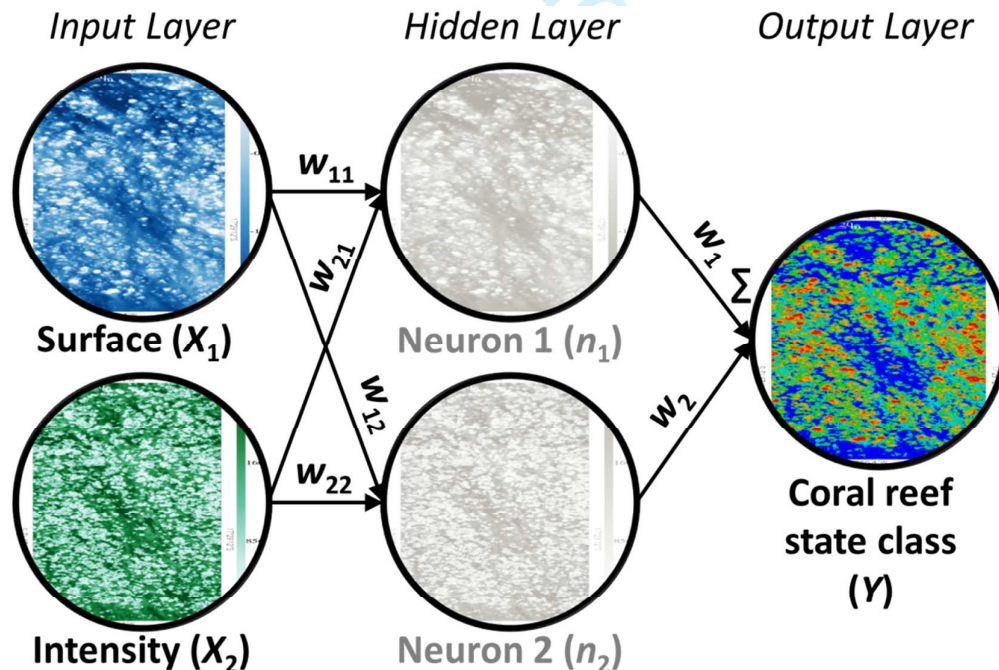 Input Layer
Hidden Layer
Output Layer
w11
w21
w12
w22
w1
Σ
w2
Surface (X1)
Neuron 1 (n1)
Intensity (X2)
Neuron 2 (n2)
Coral reef
state class
(Y)